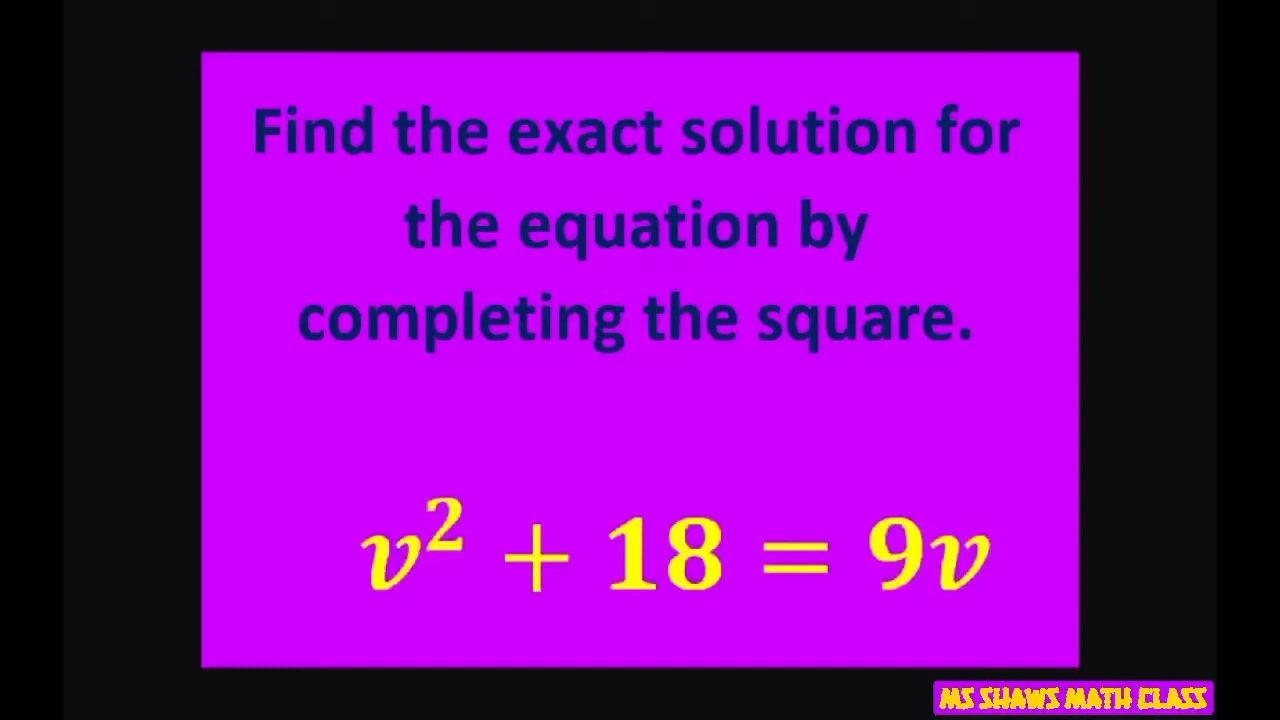 Find the exact solution for
the equation by
completing the square.
v² + 18 = 9v
MS SHAWS MATH CLASS